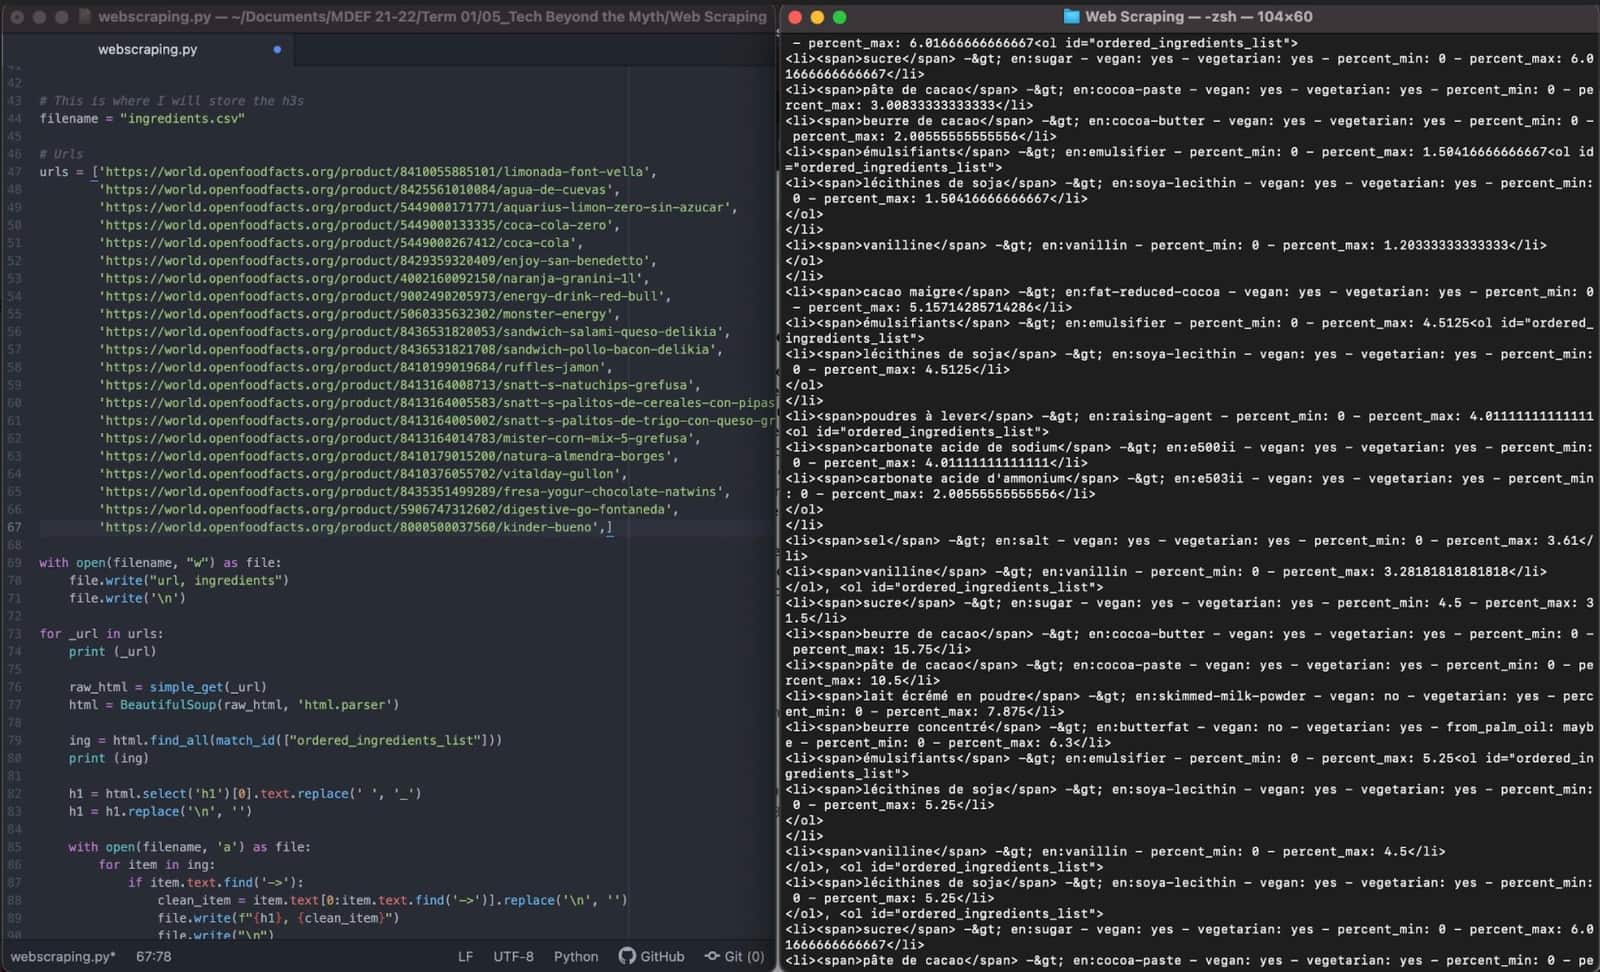 webscraping.py — ~/Documents/MDEF 21-22/Term 01/05_Tech Beyond the Myth/Web Scraping
webscraping.py
41
42
43 # This is where I will store the h3s
44 filename = "ingredients.csv"
45
46 # Urls
47 urls = ['https://world.openfoodfacts.org/product/8410055885101/limonada-font-vella',
48 'https://world.openfoodfacts.org/product/8425561010084/agua-de-cuevas',
49 'https://world.openfoodfacts.org/product/5449000171771/aquarius-limon-zero-sin-azucar',
50 'https://world.openfoodfacts.org/product/5449000133335/coca-cola-zero',
51 'https://world.openfoodfacts.org/product/5449000267412/coca-cola',
52 'https://world.openfoodfacts.org/product/8429359320409/enjoy-san-benedetto',
53 'https://world.openfoodfacts.org/product/4002160092150/naranja-granini-1l'
54 'https://world.openfoodfacts.org/product/9002490205973/energy-drink-red-bull',
55 'https://world.openfoodfacts.org/product/5060335632302/monster-energy',
56 'https://world.openfoodfacts.org/product/8436531820053/sandwich-salami-queso-delikia',
57 'https://world.openfoodfacts.org/product/8436531821708/sandwich-pollo-bacon-delikia',
58 'https://world.openfoodfacts.org/product/8410199019684/ruffles-jamon',
59 'https://world.openfoodfacts.org/product/8413164008713/snatt-s-natuchips-grefusa',
60 'https://world.openfoodfacts.org/product/8413164005583/snatt-s-palitos-de-cereales-con-pipas
61 'https://world.openfoodfacts.org/product/8413164005002/snatt-s-palitos-de-trigo-con-queso-gr
62 'https://world.openfoodfacts.org/product/8413164014783/mister-corn-mix-5-grefusa',
63 'https://world.openfoodfacts.org/product/8410179015200/natura-almendra-borges',
64 'https://world.openfoodfacts.org/product/8410376055702/vitalday-gullon',
65 'https://world.openfoodfacts.org/product/8435351499289/fresa-yogur-chocolate-natwins',
66 'https://world.openfoodfacts.org/product/5906747312602/digestive-go-fontaneda',
67 'https://world.openfoodfacts.org/product/8000500037560/kinder-bueno',]
68
69 with open(filename, "w") as file:
70 file.write("url, ingredients")
71 file.write('\n')
72
73 for _url in urls:
74 print (_url)
75
76 raw_html = simple_get(_url)
77 html = BeautifulSoup(raw_html, 'html.parser')
78
79 ing = html.find_all(match_id(["ordered_ingredients_list"]))
80 print (ing)
81
82 h1 = html.select('h1')[0].text.replace(' ', '_')
83 h1 = h1.replace('\n', '')
84
85 with open(filename, 'a') as file:
86 for item in ing:
87 if item.text.find('->'):
88 clean_item = item.text[0:item.text.find('->')].replace('\n', '')
89 file.write(f"{h1}, {clean_item}")
90 file.write("\n")
webscraping.py* 67:78 LF UTF-8 Python GitHub Git (0)
Web Scraping — -zsh — 104×60
- percent_max: 6.01666666666667<ol id="ordered_ingredients_list">
<li><span>sucre</span> -&gt; en:sugar - vegan: yes - vegetarian: yes - percent_min: 0 - percent_max: 6.0
1666666666667</li>
<li><span>pâte de cacao</span> -&gt; en:cocoa-paste - vegan: yes - vegetarian: yes - percent_min: 0 - pe
rcent_max: 3.00833333333333</li>
<li><span>beurre de cacao</span> -&gt; en:cocoa-butter - vegan: yes - vegetarian: yes - percent_min: 0 -
percent_max: 2.00555555555556</li>
<li><span>émulsifiants</span> -&gt; en:emulsifier - percent_min: 0 - percent_max: 1.50416666666667<ol id
="ordered_ingredients_list">
<li><span>lécithines de soja</span> -&gt; en:soya-lecithin - vegan: yes - vegetarian: yes - percent_min:
0 - percent_max: 1.50416666666667</li>
</ol>
</li>
<li><span>vanilline</span> -&gt; en:vanillin - percent_min: 0 - percent_max: 1.20333333333333</li>
</ol>
</li>
<li><span>cacao maigre</span> -&gt; en:fat-reduced-cocoa - vegan: yes - vegetarian: yes - percent_min: 0
- percent_max: 5.15714285714286</li>
<li><span>émulsifiants</span> -&gt; en:emulsifier - percent_min: 0 - percent_max: 4.5125<ol id="ordered_
ingredients_list">
<li><span>lécithines de soja</span> -&gt; en:soya-lecithin - vegan: yes - vegetarian: yes - percent_min:
0 - percent_max: 4.5125</li>
</ol>
</li>
<li><span>poudres à lever</span> -&gt; en:raising-agent - percent_min: 0 - percent_max: 4.01111111111111
<ol id="ordered_ingredients_list">
<li><span>carbonate acide de sodium</span> -&gt; en:e500ii - vegan: yes - vegetarian: yes - percent_min:
0 - percent_max: 4.01111111111111</li>
<li><span>carbonate acide d'ammonium</span> -&gt; en:e503ii - vegan: yes - vegetarian: yes - percent_min
: 0 - percent_max: 2.00555555555556</li>
</ol>
</li>
<li><span>sel</span> -&gt; en:salt - vegan: yes - vegetarian: yes - percent_min: 0 - percent_max: 3.61</
li>
<li><span>vanilline</span> -&gt; en:vanillin - percent_min: 0 - percent_max: 3.28181818181818</li>
</ol>, <ol id="ordered_ingredients_list">
<li><span>sucre</span> -&gt; en:sugar - vegan: yes - vegetarian: yes - percent_min: 4.5 - percent_max: 3
1.5</li>
<li><span>beurre de cacao</span> -&gt; en:cocoa-butter - vegan: yes - vegetarian: yes - percent_min: 0 -
percent_max: 15.75</li>
<li><span>pâte de cacao</span> -&gt; en:cocoa-paste - vegan: yes - vegetarian: yes - percent_min: 0 - pe
rcent_max: 10.5</li>
<li><span>lait écrémé en poudre</span> -&gt; en:skimmed-milk-powder - vegan: no - vegetarian: yes - perc
ent_min: 0 - percent_max: 7.875</li>
<li><span>beurre concentré</span> -&gt; en:butterfat - vegan: no - vegetarian: yes - from_palm_oil: mayb
e - percent_min: 0 - percent_max: 6.3</li>
<li><span>émulsifiants</span> -&gt; en:emulsifier - percent_min: 0 - percent_max: 5.25<ol id="ordered_in
gredients_list">
<li><span>lécithines de soja</span> -&gt; en:soya-lecithin - vegan: yes - vegetarian: yes - percent_min:
0 - percent_max: 5.25</li>
</ol>
</li>
<li><span>vanilline</span> -&gt; en:vanillin - percent_min: 0 - percent_max: 4.5</li>
</ol>, <ol id="ordered_ingredients_list">
<li><span>lécithines de soja</span> -&gt; en:soya-lecithin - vegan: yes - vegetarian: yes - percent_min:
0 - percent_max: 5.25</li>
</ol>, <ol id="ordered_ingredients_list">
<li><span>sucre</span> -&gt; en:sugar - vegan: yes - vegetarian: yes - percent_min: 0 - percent_max: 6.0
1666666666667</li>
<li><span>pâte de cacao</span> -&gt; en:cocoa-paste - vegan: yes - vegetarian: yes - percent_min: 0 - pe